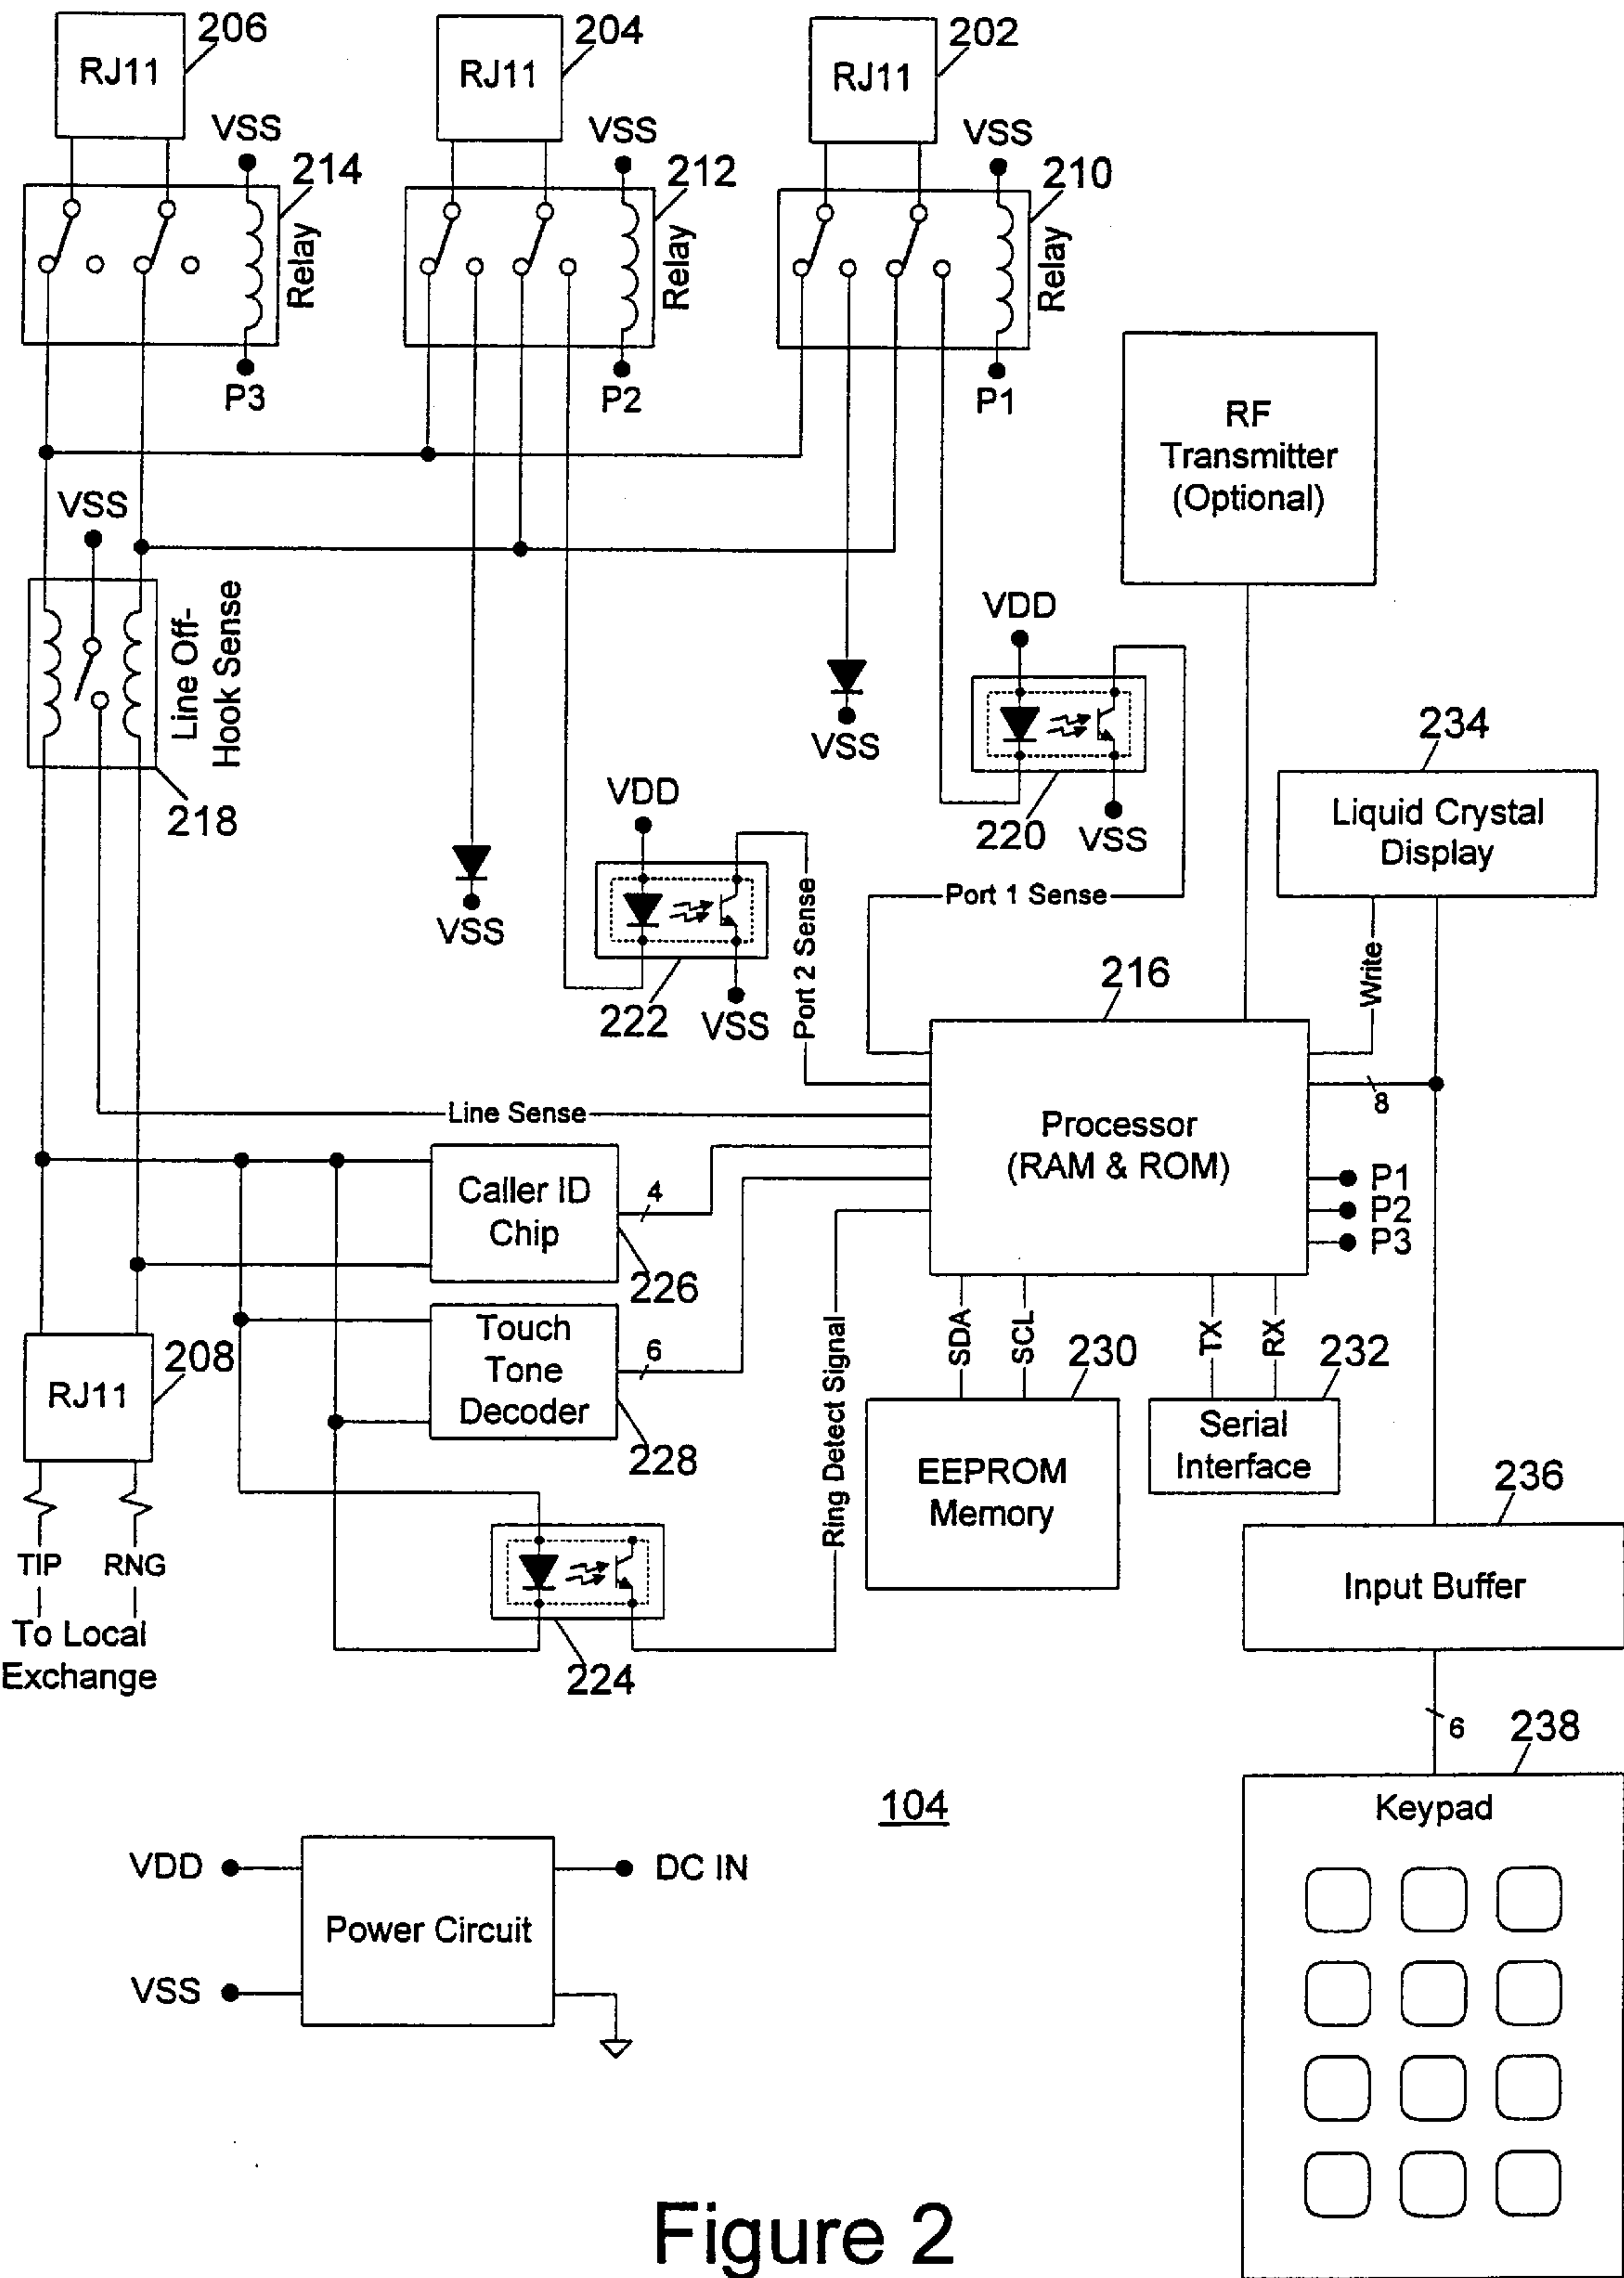 206
204
202
RJ11
RJ11
RJ11
VSS
VSS
VSS
214
212
210
Relay
Relay
Relay
P3
P2
P1
RF
Transmitter
(Optional)
VSS
Line Off-
Hook Sense
218
VDD
VSS
220
VSS
VDD
VSS
222
VSS
Port 2 Sense
Port 1 Sense
234
Liquid Crystal
Display
Write
216
8
Line Sense
Processor
(RAM & ROM)
P1
P2
P3
Caller ID
Chip
4
226
Touch
Tone
Decoder
6
228
Ring Detect Signal
SDA
SCL
TX
RX
208
RJ11
230
232
EEPROM
Memory
Serial
Interface
TIP
RNG
To Local
Exchange
224
236
Input Buffer
6
238
Keypad
104
VDD
DC IN
Power Circuit
VSS
Figure 2